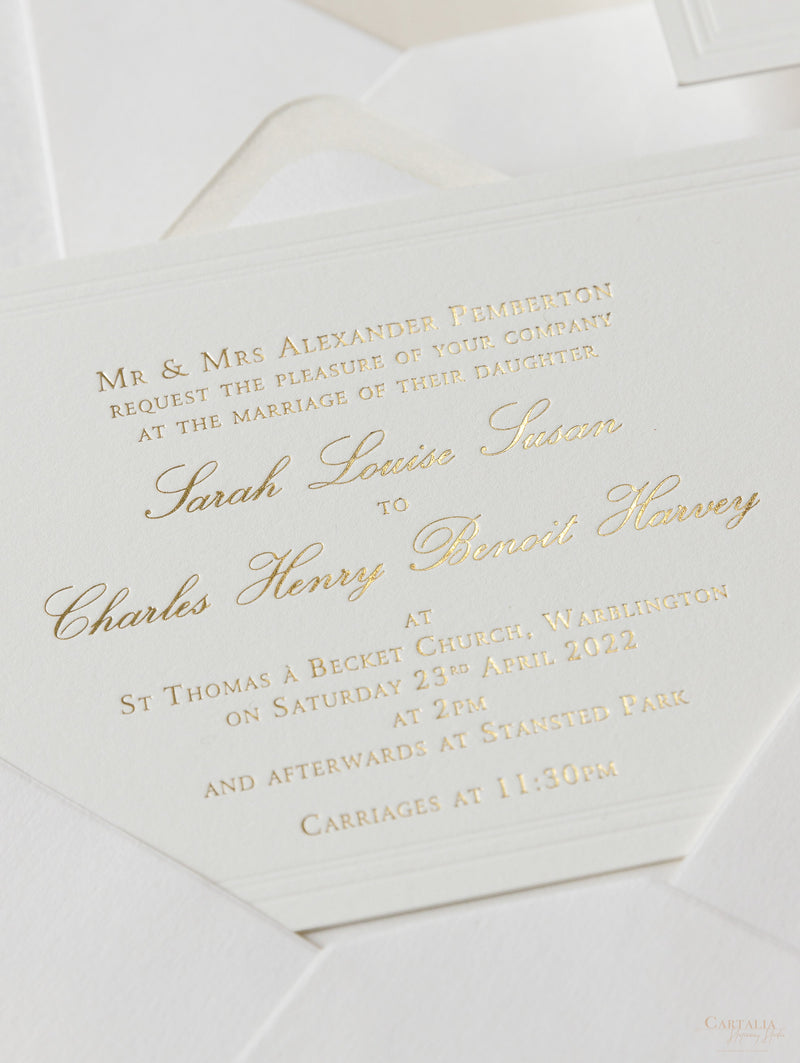 Mr & Mrs Alexander Pemberton
request the pleasure of your company
at the marriage of their daughter
Sarah Louise Susan
to
Charles Henry Benoit Harvey
at
St Thomas à Becket Church, Warblington
on Saturday 23rd April 2022
at 2pm
and afterwards at Stansted Park
Carriages at 11:30pm
Cartalia